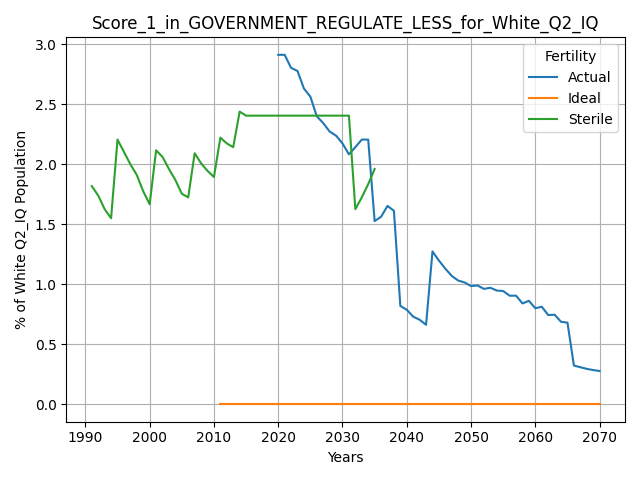 Score_1_in_GOVERNMENT_REGULATE_LESS_for_White_Q2_IQ
3.0
2.5
2.0
1.5
1.0
0.5
0.0
% of White Q2_IQ Population
Fertility
Actual
Ideal
Sterile
1990 2000 2010 2020 2030 2040 2050 2060 2070
Years